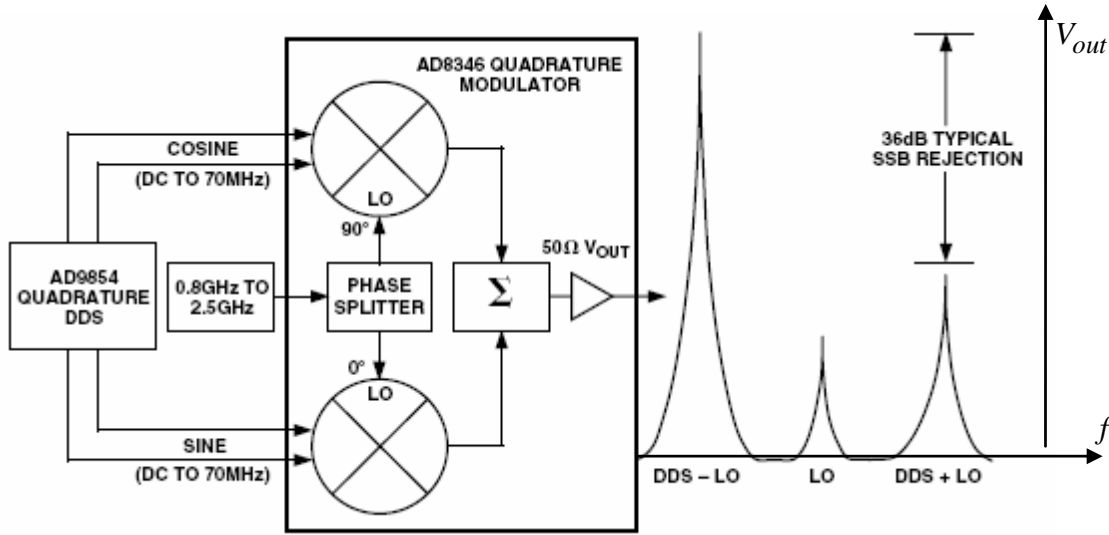 AD8346 QUADRATURE
MODULATOR
COSINE
(DC TO 70MHz)
LO
90°
AD9854
QUADRATURE
DDS
0.8GHz TO
2.5GHz
PHASE
SPLITTER
Σ
50Ω VOUT
0°
LO
SINE
(DC TO 70MHz)
Vout
36dB TYPICAL
SSB REJECTION
f
DDS – LO
LO
DDS + LO